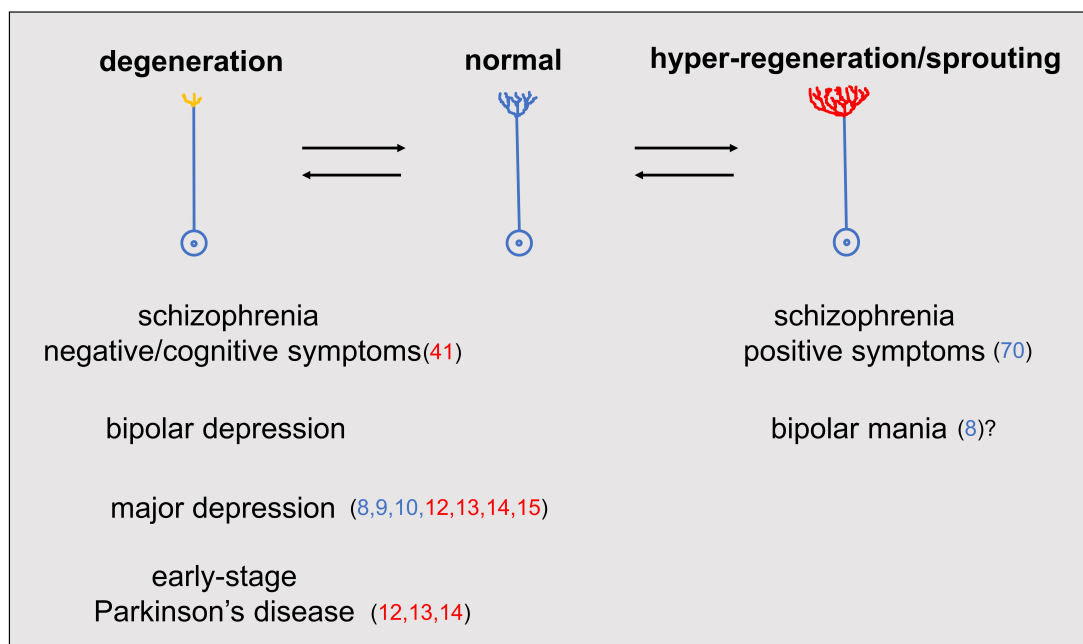 degeneration
normal
hyper-regeneration/sprouting
schizophrenia
negative/cognitive symptoms(41)
schizophrenia
positive symptoms (70)
bipolar depression
bipolar mania (8)?
major depression (8,9,10,12,13,14,15)
early-stage
Parkinson’s disease (12,13,14)